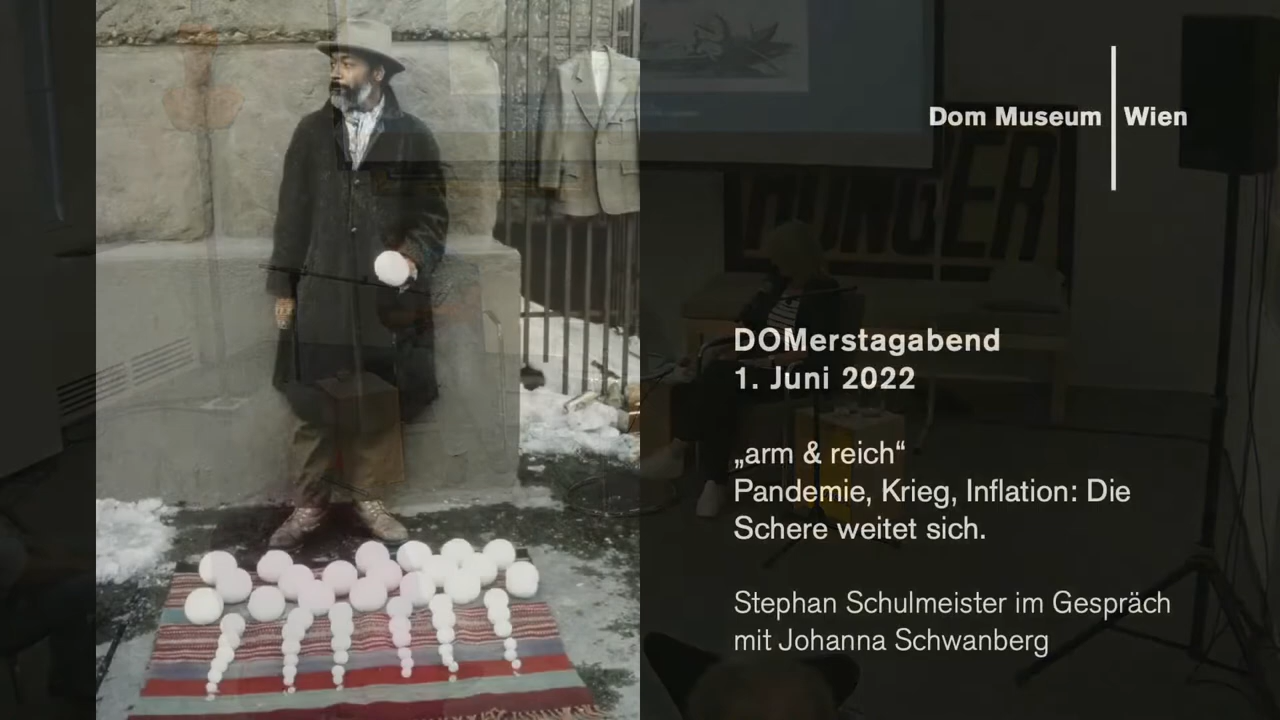 Dom Museum Wien
HUNGER
DOMerstagabend
1. Juni 2022
„arm & reich“
Pandemie, Krieg, Inflation: Die
Schere weitet sich.
Stephan Schulmeister im Gespräch
mit Johanna Schwanberg